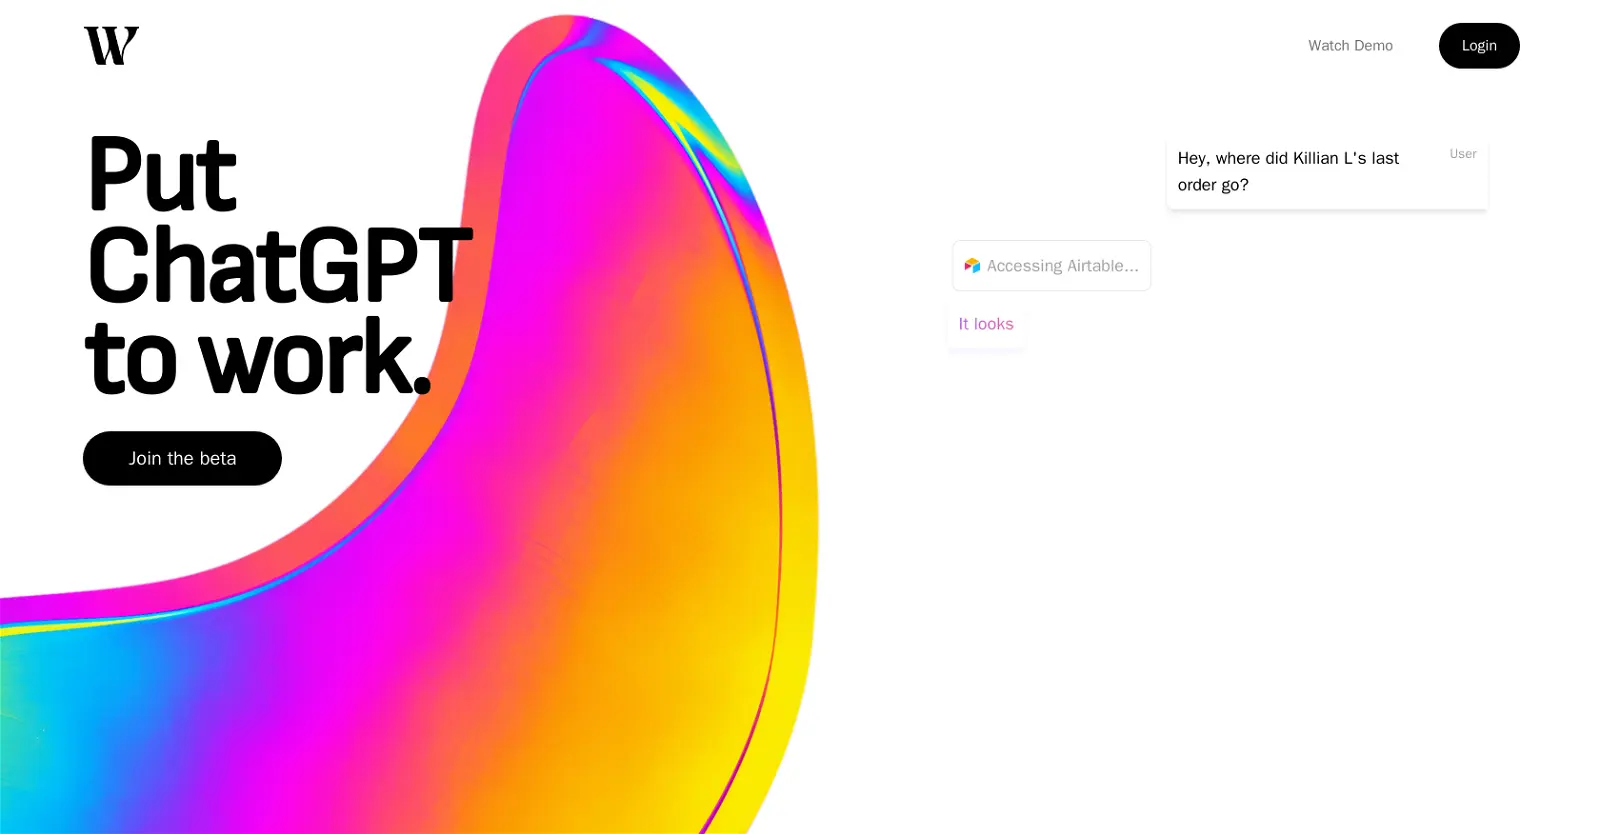 W
Watch Demo
Login
Put
ChatGPT
to work.
Join the beta
Hey, where did Killian L's last
order go?
User
Accessing Airtable...
It looks